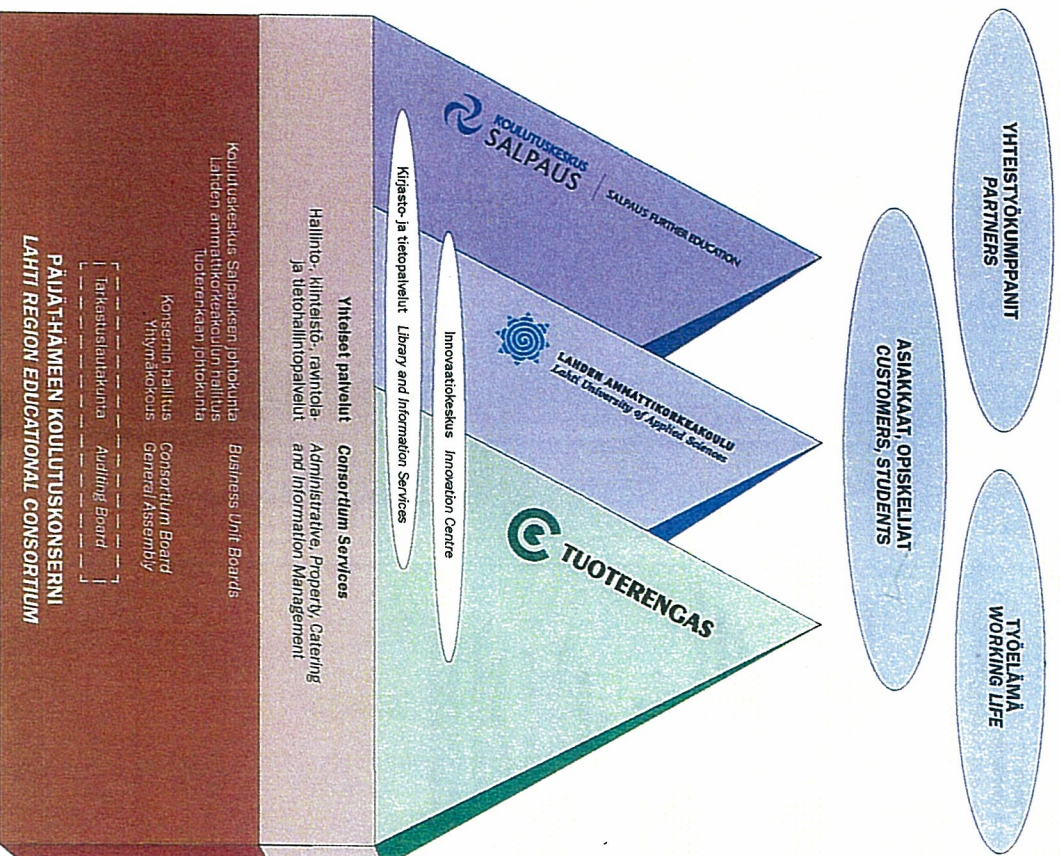 YHTEISTYÖKUMPPANIT
PARTNERS
TYÖELÄMÄ
WORKING LIFE
ASIAKKAAT, OPISKELIJAT
CUSTOMERS, STUDENTS
KOULUTUSKESKUS
SALPAUS
SALPAUS FURTHER EDUCATION
LAHDEN AMMATTIKORKEAKOULU
Lahti University of Applied Sciences
TUOTERENGAS
Innovaatiokeskus Innovation Centre
Kirjasto- ja tietopalvelut Library and Information Services
Yhteiset palvelut Consortium Services
Hallinto-, kiinteistö-, ravintola- Administrative, Property, Catering
ja tietohallintopalvelut and Information Management
Koulutuskeskus Salpauksen johtokunta Business Unit Boards
Lahden ammattikorkeakoulun hallitus
Tuoterenkaan johtokunta
Konsernin hallitus Consortium Board
Yhtymäkokous General Assembly
Tarkastuslautakunta Auditing Board
PÄIJÄT-HÄMEEN KOULUTUSKONSERNI
LAHTI REGION EDUCATIONAL CONSORTIUM